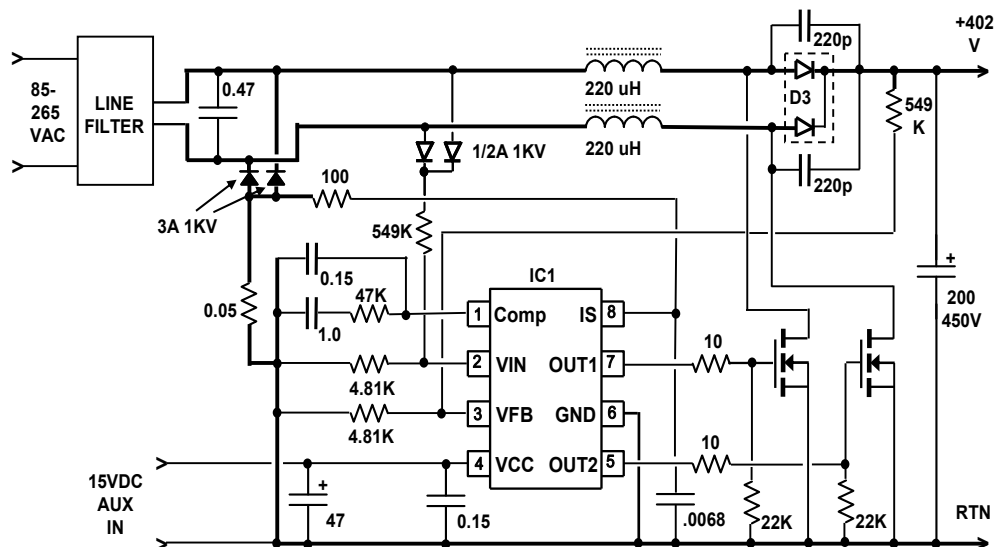 +402
V
220p
85-
265
VAC
LINE
FILTER
0.47
220 uH
D3
549
K
220 uH
1/2A 1KV
220p
100
3A 1KV
549K
0.15
IC1
0.05
47K
1.0
1 Comp IS 8
200
450V
10
2 VIN OUT1 7
4.81K
3 VFB GND 6
4.81K
10
4 VCC OUT2 5
15VDC
AUX
IN
+
47
0.15
.0068
22K
22K
RTN
+